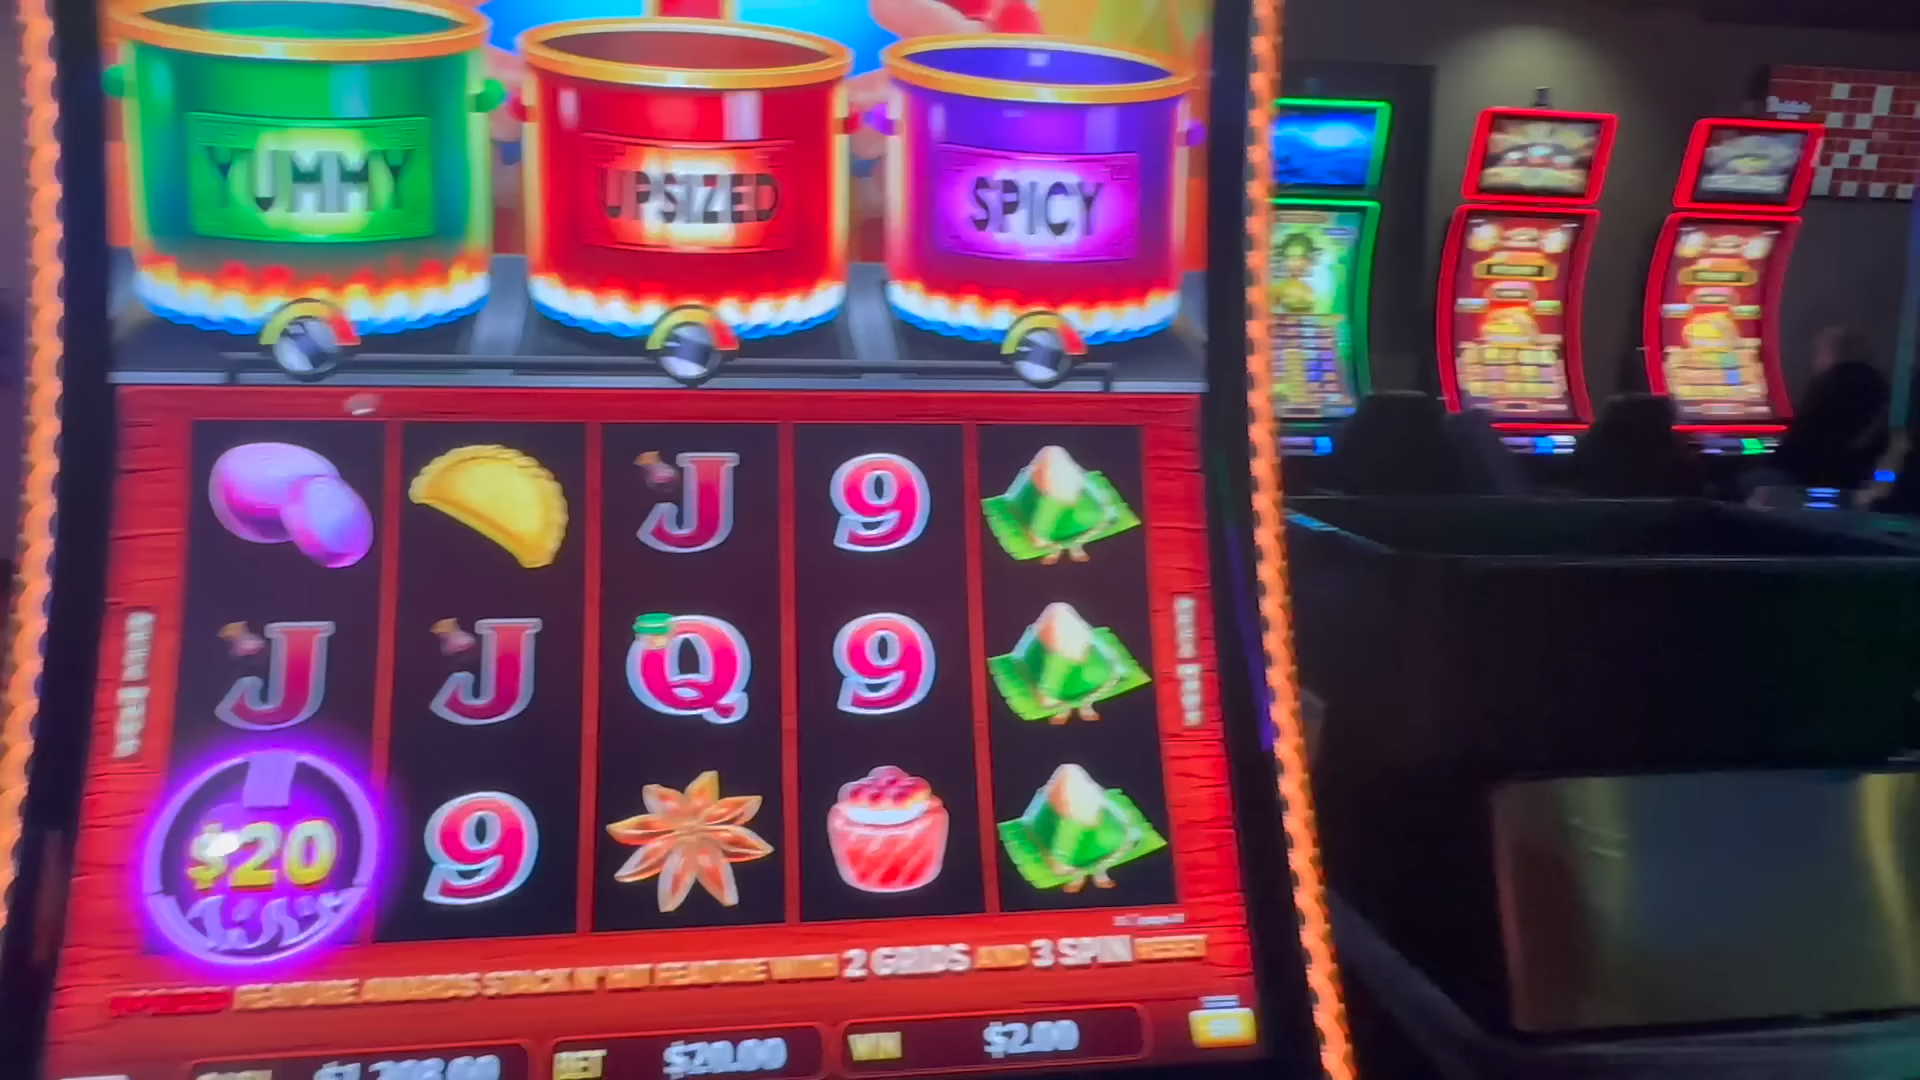 YUMMY
UPSIZED
SPICY
J
9
J
J
Q
9
$20
9
UPSIZED FEATURE AWARDS STACK N' HIT FEATURE WITH 2 GRIDS AND 3 SPIN RESET
BET
$20.00
WIN
$2.00